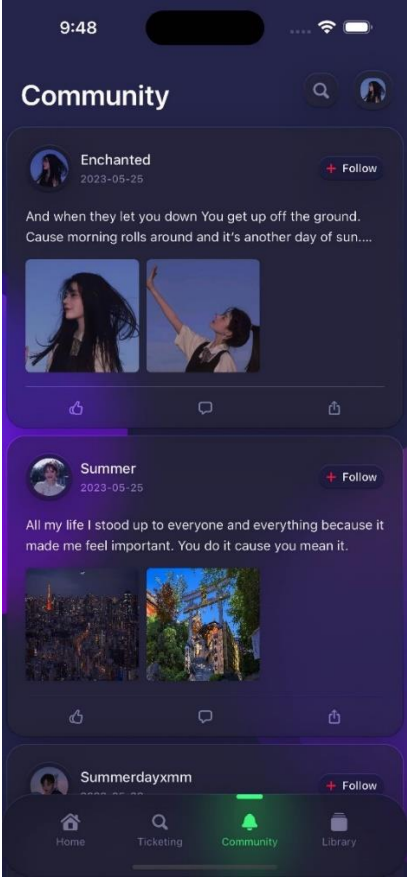 9:48
Community
Enchanted
+ Follow
2023-05-25
And when they let you down You get up off the ground.
Cause morning rolls around and it's another day of sun....
Summer
+ Follow
2023-05-25
All my life I stood up to everyone and everything because it
made me feel important. You do it cause you mean it.
Summerdayxmm
+ Follow
Home
Ticketing
Community
Library